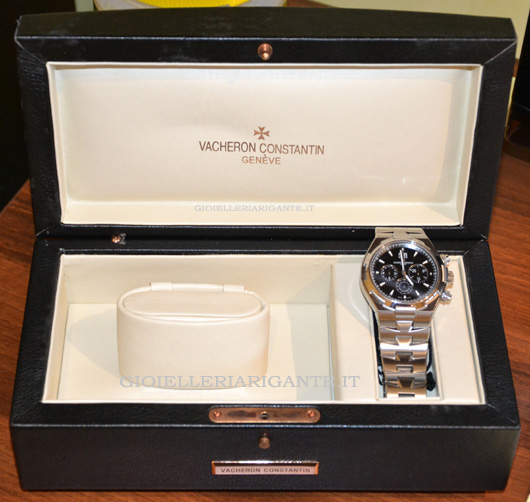 VACHERON CONSTANTIN
GENÈVE
GIOIELLERIARIGANTE.IT
GIOIELLERIARIGANTE.IT
VACHERON CONSTANTIN